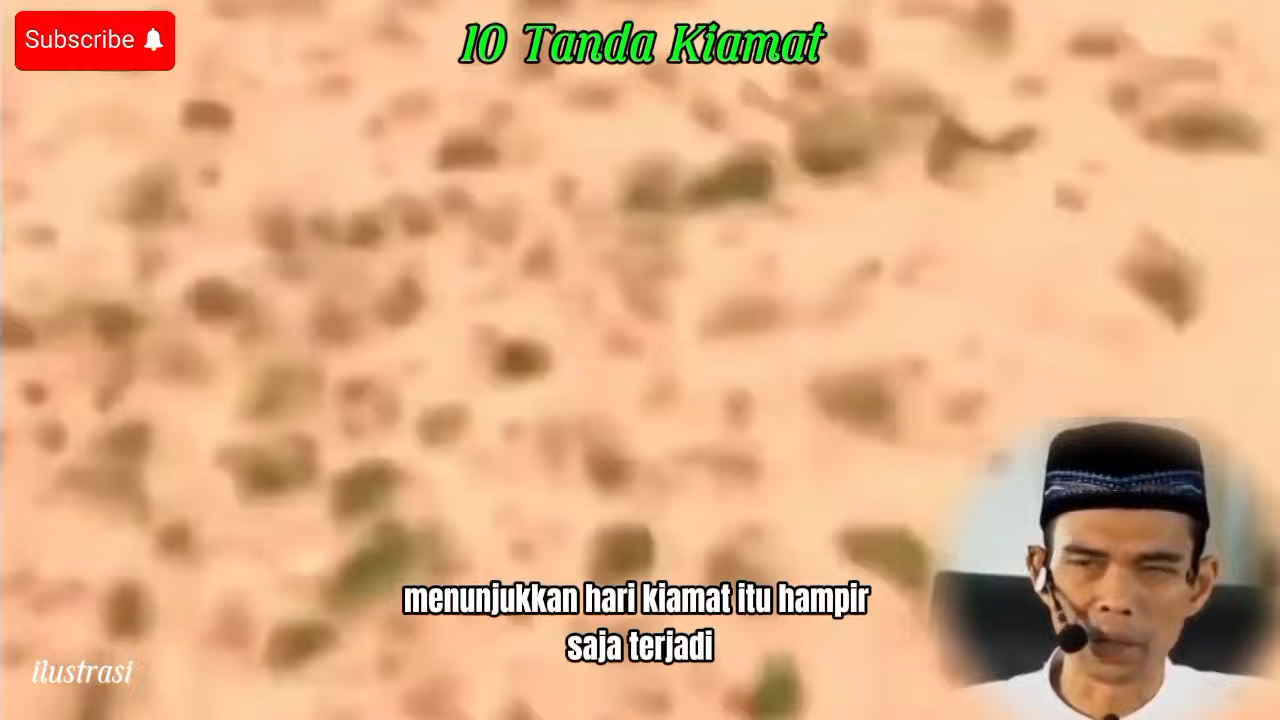 Subscribe
10 Tanda Kiamat
menunjukkan hari kiamat itu hampir
saja terjadi
ilustrasi